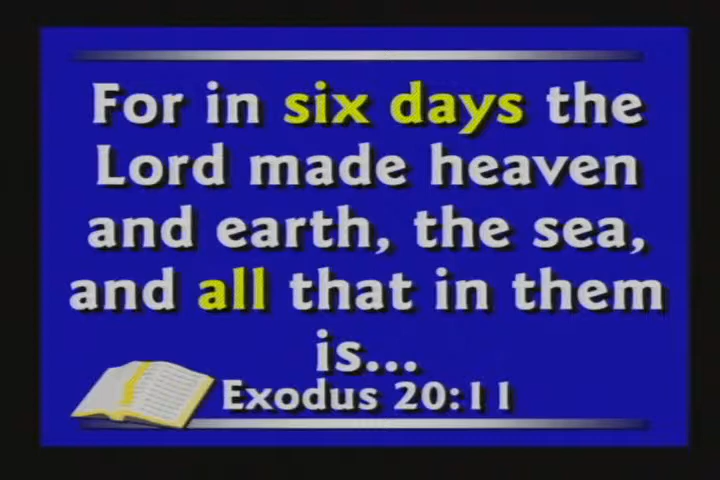 For in six days the
Lord made heaven
and earth, the sea,
and all that in them
is...
Exodus 20:11